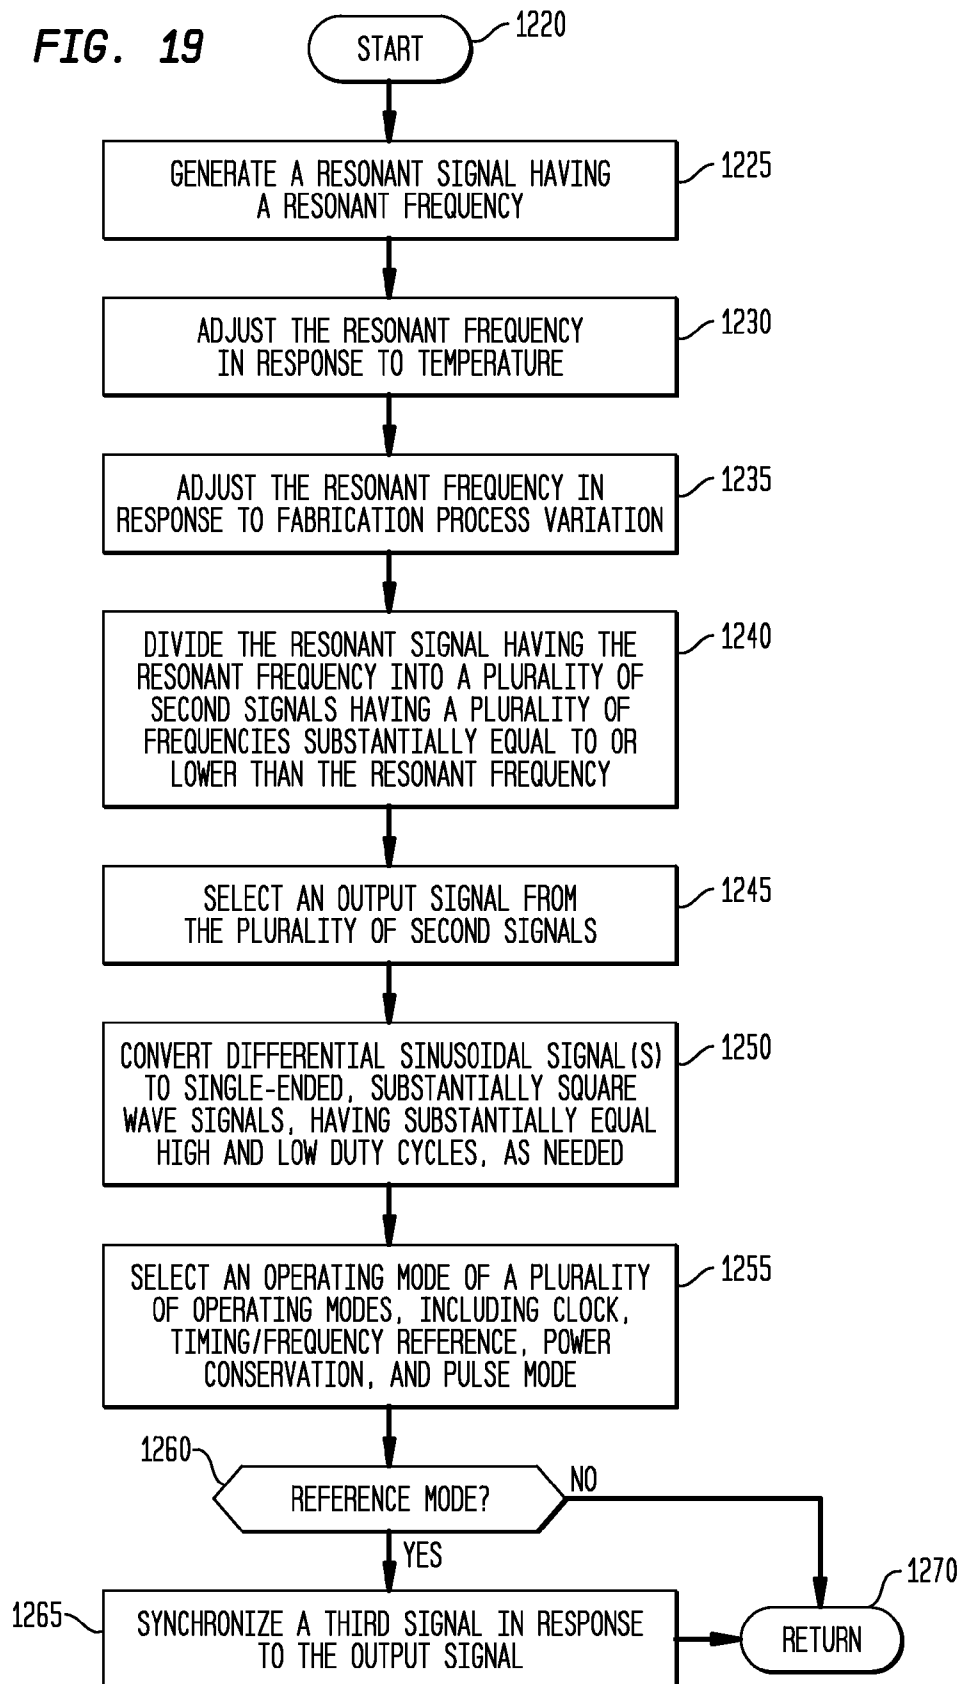 FIG. 19
START
1220
GENERATE A RESONANT SIGNAL HAVING
A RESONANT FREQUENCY
1225
ADJUST THE RESONANT FREQUENCY
IN RESPONSE TO TEMPERATURE
1230
ADJUST THE RESONANT FREQUENCY IN
RESPONSE TO FABRICATION PROCESS VARIATION
1235
DIVIDE THE RESONANT SIGNAL HAVING THE
RESONANT FREQUENCY INTO A PLURALITY OF
SECOND SIGNALS HAVING A PLURALITY OF
FREQUENCIES SUBSTANTIALLY EQUAL TO OR
LOWER THAN THE RESONANT FREQUENCY
1240
SELECT AN OUTPUT SIGNAL FROM
THE PLURALITY OF SECOND SIGNALS
1245
CONVERT DIFFERENTIAL SINUSOIDAL SIGNAL(S)
TO SINGLE-ENDED, SUBSTANTIALLY SQUARE
WAVE SIGNALS, HAVING SUBSTANTIALLY EQUAL
HIGH AND LOW DUTY CYCLES, AS NEEDED
1250
SELECT AN OPERATING MODE OF A PLURALITY
OF OPERATING MODES, INCLUDING CLOCK,
TIMING/FREQUENCY REFERENCE, POWER
CONSERVATION, AND PULSE MODE
1255
1260
REFERENCE MODE?
NO
YES
1265
SYNCHRONIZE A THIRD SIGNAL IN RESPONSE
TO THE OUTPUT SIGNAL
1270
RETURN